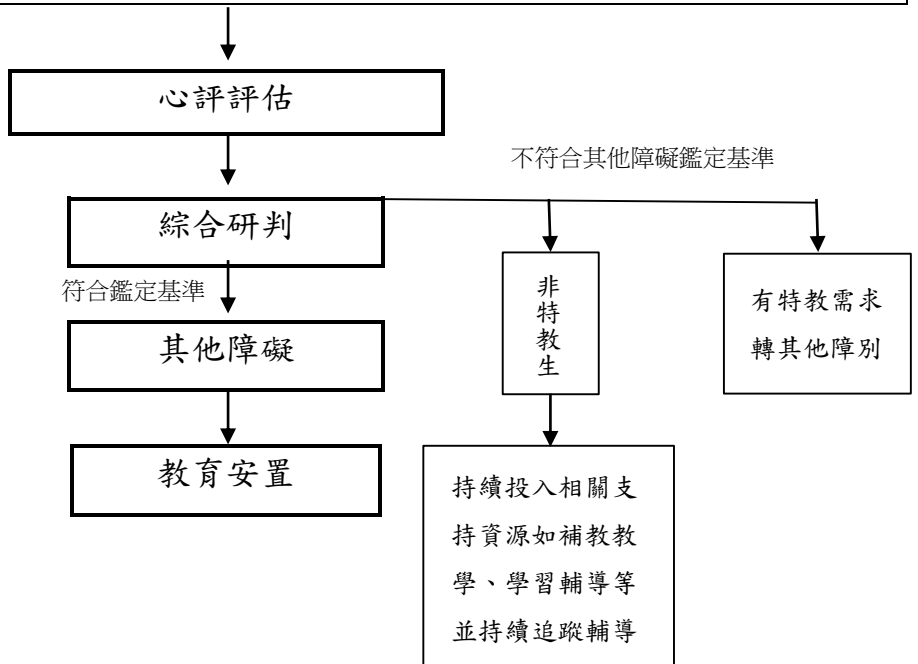 心評評估
不符合其他障礙鑑定基準
綜合研判
符合鑑定基準
非
特
教
生
有特教需求
轉其他障別
其他障礙
教育安置
持續投入相關支
持資源如補教教
學、學習輔導等
並持續追蹤輔導